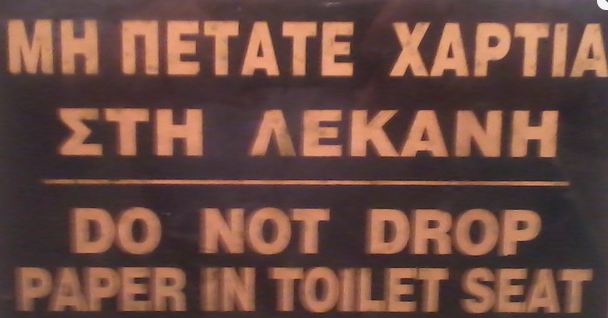 ΜΗ ΠΕΤΑΤΕ ΧΑΡΤΙΑ
ΣΤΗ ΛΕΚΑΝΗ
DO NOT DROP
PAPER IN TOILET SEAT